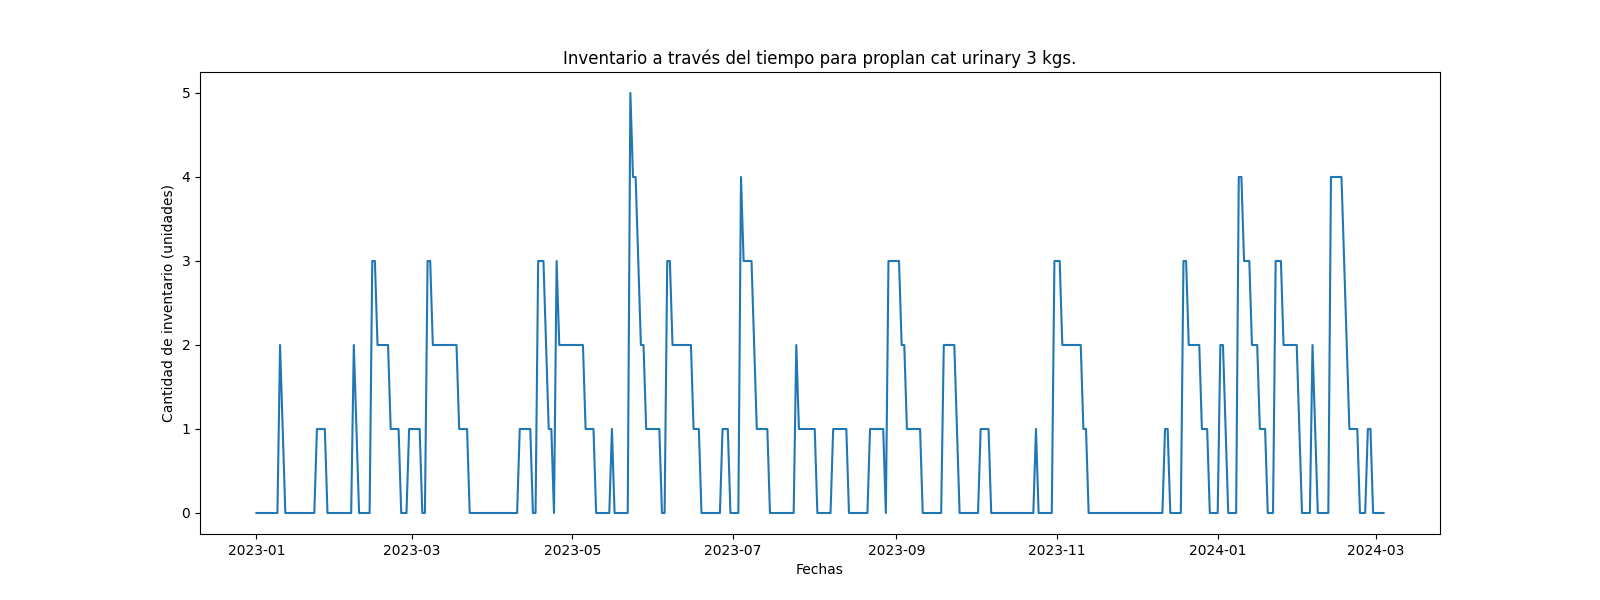 Inventario a través del tiempo para proplan cat urinary 3 kgs.
Cantidad de inventario (unidades)
5
4
3
2
1
0
2023-01 2023-03 2023-05 2023-07 2023-09 2023-11 2024-01 2024-03
Fechas